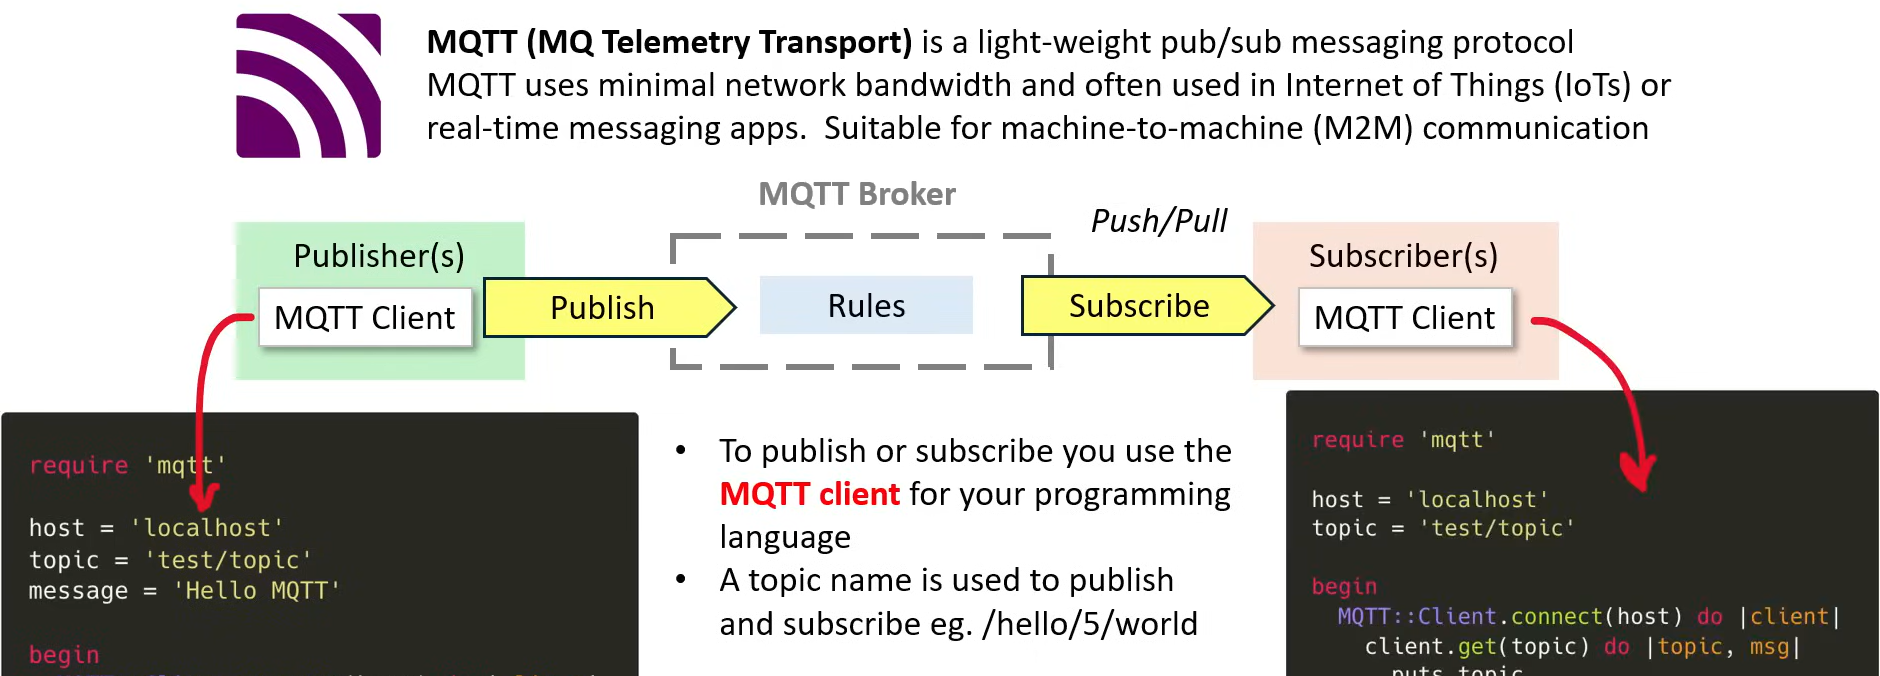 MQTT (MQ Telemetry Transport) is a light-weight pub/sub messaging protocol
MQTT uses minimal network bandwidth and often used in Internet of Things (IoTs) or
real-time messaging apps.  Suitable for machine-to-machine (M2M) communication
MQTT Broker
Push/Pull
Publisher(s)
MQTT Client
Publish
Rules
Subscribe
Subscriber(s)
MQTT Client
require 'mqtt'
host = 'localhost'
topic = 'test/topic'
message = 'Hello MQTT'
begin
• To publish or subscribe you use the
MQTT client for your programming
language
• A topic name is used to publish
and subscribe eg. /hello/5/world
require 'mqtt'
host = 'localhost'
topic = 'test/topic'
begin
MQTT::Client.connect(host) do |client|
client.get(topic) do |topic, msg|
puts topic